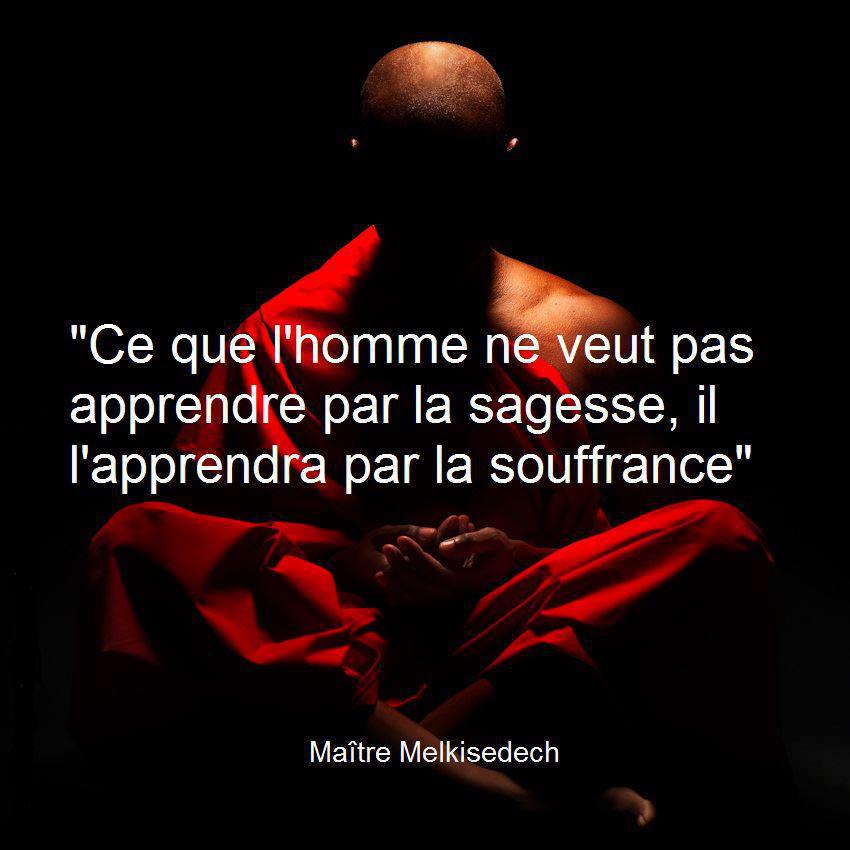 "Ce que l'homme ne veut pas
apprendre par la sagesse, il
l'apprendra par la souffrance"
Maître Melkisedech